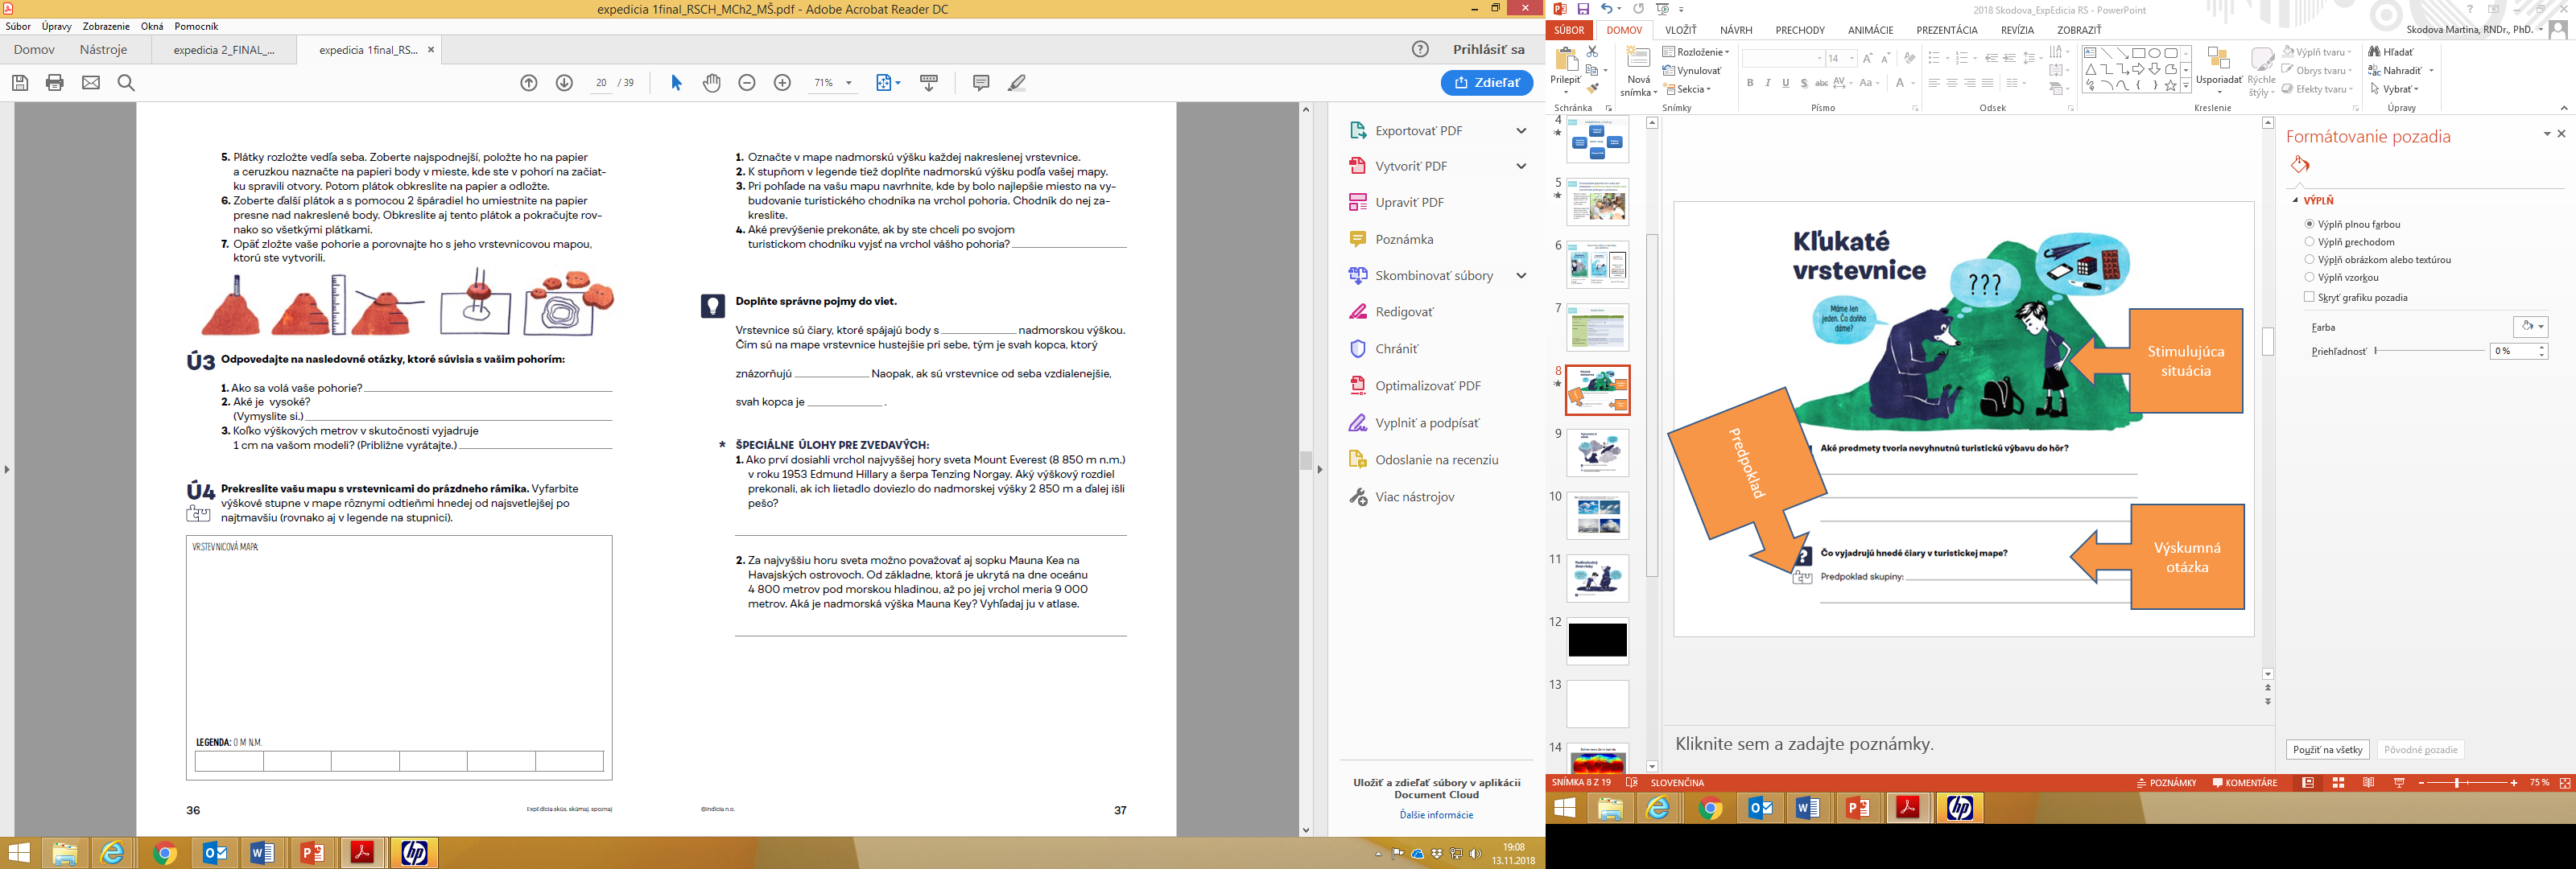 expedicia 1final_RSCH_MCh2_MŠ.pdf - Adobe Acrobat Reader DC
Súbor Úpravy Zobrazenie Okná Pomocník
Domov Nástroje expedicia 2_FINAL_... expedicia 1final_RS... × Prihlásiť sa
20 / 39 71% Zdieľať
5. Plátky rozložte vedľa seba. Zoberte najspodnejší, položte ho na papier
a ceruzkou naznačte na papieri body v mieste, kde ste v pohorí na začiat-
ku spravili otvory. Potom plátok obkreslite na papier a odložte.
6. Zoberte ďalší plátok a s pomocou 2 špáradiel ho umiestnite na papier
presne nad nakreslené body. Obkreslite aj tento plátok a pokračujte rov-
nako so všetkými plátkami.
7. Opäť zložte vaše pohorie a porovnajte ho s jeho vrstevnicovou mapou,
ktorú ste vytvorili.
Ú3 Odpovedajte na nasledovné otázky, ktoré súvisia s vašim pohorím:
1. Ako sa volá vaše pohorie?
2. Aké je vysoké?
(Vymyslite si.)
3. Koľko výškových metrov v skutočnosti vyjadruje
1 cm na vašom modeli? (Približne vyrátajte.)
Ú4 Prekreslite vašu mapu s vrstevnicami do prázdneho rámika. Vyfarbite
výškové stupne v mape rôznymi odtieňmi hnedej od najsvetlejšej po
najtmavšiu (rovnako aj v legende na stupnici).
VRSTEVNICOVÁ MAPA:
LEGENDA: 0 M N.M.
36 ExpEdícia skús, skúmaj, spoznaj
1. Označte v mape nadmorskú výšku každej nakreslenej vrstevnice.
2. K stupňom v legende tiež doplňte nadmorskú výšku podľa vašej mapy.
3. Pri pohľade na vašu mapu navrhnite, kde by bolo najlepšie miesto na vy-
budovanie turistického chodníka na vrchol pohoria. Chodník do nej za-
kreslite.
4. Aké prevýšenie prekonáte, ak by ste chceli po svojom
turistickom chodníku vyjsť na vrchol vášho pohoria?
Doplňte správne pojmy do viet.
Vrstevnice sú čiary, ktoré spájajú body s nadmorskou výškou.
Čím sú na mape vrstevnice hustejšie pri sebe, tým je svah kopca, ktorý
znázorňujú Naopak, ak sú vrstevnice od seba vzdialenejšie,
svah kopca je .
* ŠPECIÁLNE ÚLOHY PRE ZVEDAVÝCH:
1. Ako prví dosiahli vrchol najvyššej hory sveta Mount Everest (8 850 m n.m.)
v roku 1953 Edmund Hillary a šerpa Tenzing Norgay. Aký výškový rozdiel
prekonali, ak ich lietadlo doviezlo do nadmorskej výšky 2 850 m a ďalej išli
pešo?
2. Za najvyššiu horu sveta možno považovať aj sopku Mauna Kea na
Havajských ostrovoch. Od základne, ktorá je ukrytá na dne oceánu
4 800 metrov pod morskou hladinou, až po jej vrchol meria 9 000
metrov. Aká je nadmorská výška Mauna Key? Vyhľadaj ju v atlase.
©Indícia n.o. 37
Exportovať PDF
Vytvoriť PDF
Upraviť PDF
Poznámka
Skombinovať súbory
Redigovať
Chrániť
Optimalizovať PDF
Vyplniť a podpísať
Odoslanie na recenziu
Viac nástrojov
Uložiť a zdieľať súbory v aplikácii
Document Cloud
Ďalšie informácie
19:08
13.11.2018
2018 Skodova_ExpEdicia RS - PowerPoint
SÚBOR DOMOV VLOŽIŤ NÁVRH PRECHODY ANIMÁCIE PREZENTÁCIA REVÍZIA ZOBRAZIŤ Skodova Martina, RNDr., PhD.
Prilepiť Nová snímka Rozloženie Vynulovať Sekcia 14
B I U S abc AV Aa A
Usporiadať Rýchle štýly Výplň tvaru Obrys tvaru Efekty tvaru Hľadať Nahradiť Vybrať
Schránka Snímky Písmo Odsek Kreslenie Úpravy
4
5
6
7
8
9
10
11
12
13
14
Kľukaté
vrstevnice
Máme len
jeden. Čo doňho
dáme?
???
Stimulujúca
situácia
Predpoklad
Aké predmety tvoria nevyhnutnú turistickú výbavu do hôr?
? Čo vyjadrujú hnedé čiary v turistickej mape?
Predpoklad skupiny:
Výskumná
otázka
Kliknite sem a zadajte poznámky.
Formátovanie pozadia
VÝPLŇ
Výplň plnou farbou
Výplň prechodom
Výplň obrázkom alebo textúrou
Výplň vzorkou
Skryť grafiku pozadia
Farba
Priehľadnosť 0 %
Použiť na všetky Pôvodné pozadie
SNÍMKA 8 Z 19 SLOVENČINA POZNÁMKY KOMENTÁRE 75 %